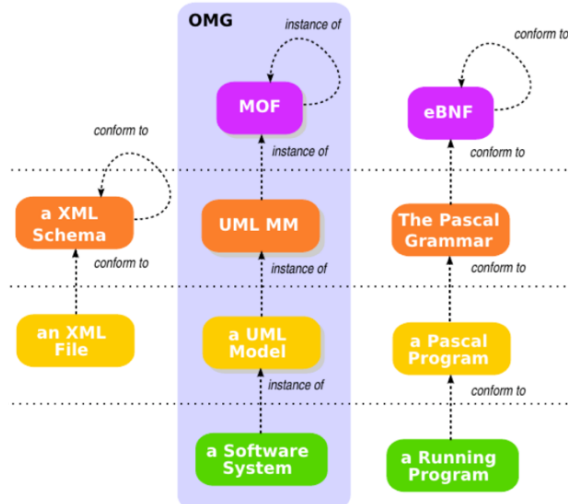 OMG
instance of
conform to
MOF
eBNF
conform to
instance of
conform to
a XML
Schema
UML MM
The Pascal
Grammar
conform to
instance of
conform to
an XML
File
a UML
Model
a Pascal
Program
instance of
conform to
a Software
System
a Running
Program